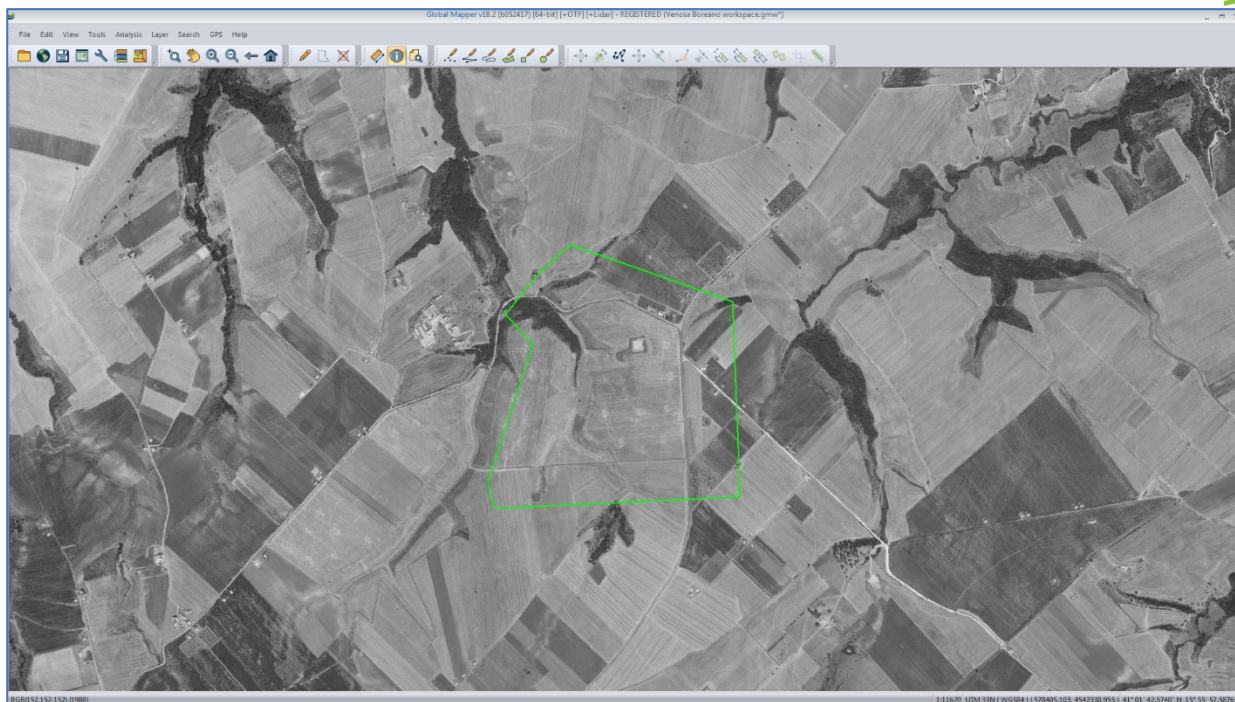 Global Mapper v18.2 (b052417) [64-bit] [+OTF] [+Lidar] - REGISTERED (Venosa Boreano workspace.gmw*)
File Edit View Tools Analysis Layer Search GPS Help
RGB(152,152,152) (1988)
1:11620 UTM 33N ( WGS84 ) ( 578405.103, 4542338.955 ) 41° 01' 42.5740" N, 15° 55' 57.5876"